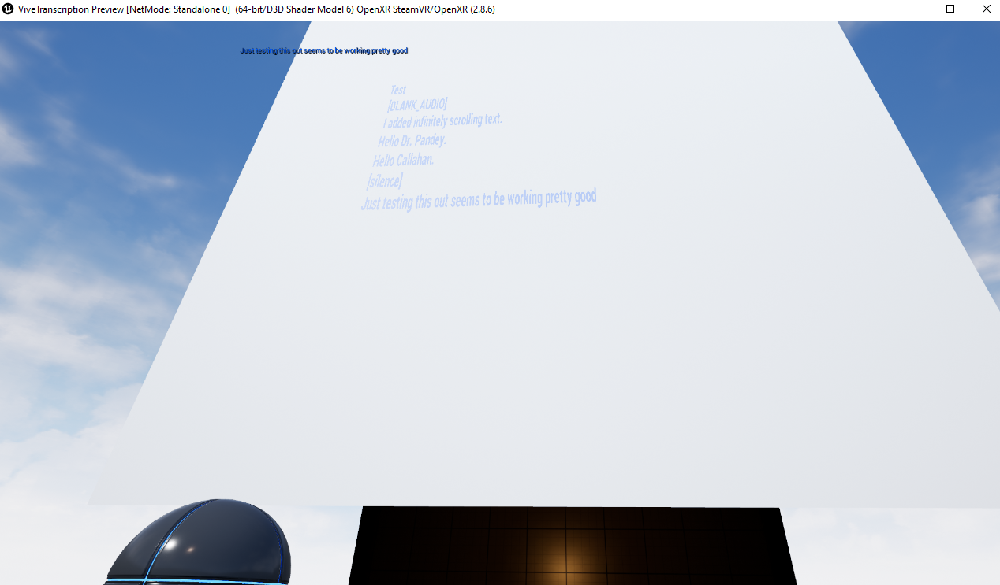 ViveTranscription Preview [NetMode: Standalone 0] (64-bit/D3D Shader Model 6) OpenXR SteamVR/OpenXR (2.8.6)
Just testing this out seems to be working pretty good
Test
[BLANK_AUDIO]
I added infinitely scrolling text.
Hello Dr. Pandey.
Hello Callahan.
[silence]
Just testing this out seems to be working pretty good